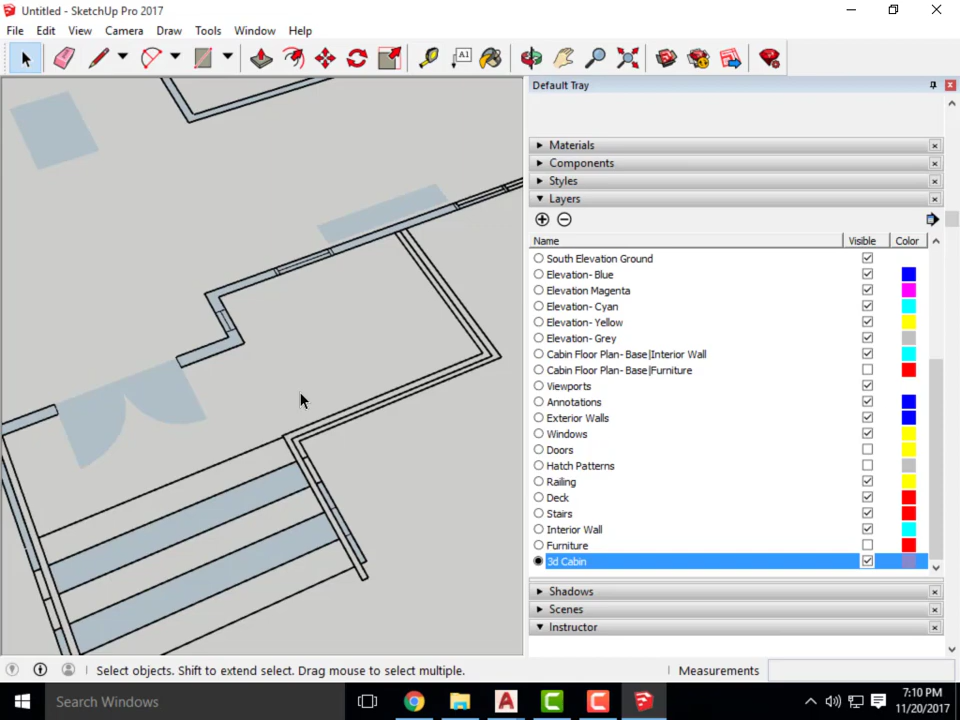 Untitled - SketchUp Pro 2017
File Edit View Camera Draw Tools Window Help
A1
Default Tray
Materials
Components
Styles
Layers
Name Visible Color
South Elevation Ground
Elevation- Blue
Elevation Magenta
Elevation- Cyan
Elevation- Yellow
Elevation- Grey
Cabin Floor Plan- Base|Interior Wall
Cabin Floor Plan- Base|Furniture
Viewports
Annotations
Exterior Walls
Windows
Doors
Hatch Patterns
Railing
Deck
Stairs
Interior Wall
Furniture
3d Cabin
Shadows
Scenes
Instructor
Select objects. Shift to extend select. Drag mouse to select multiple.
Measurements
Search Windows
7:10 PM
11/20/2017